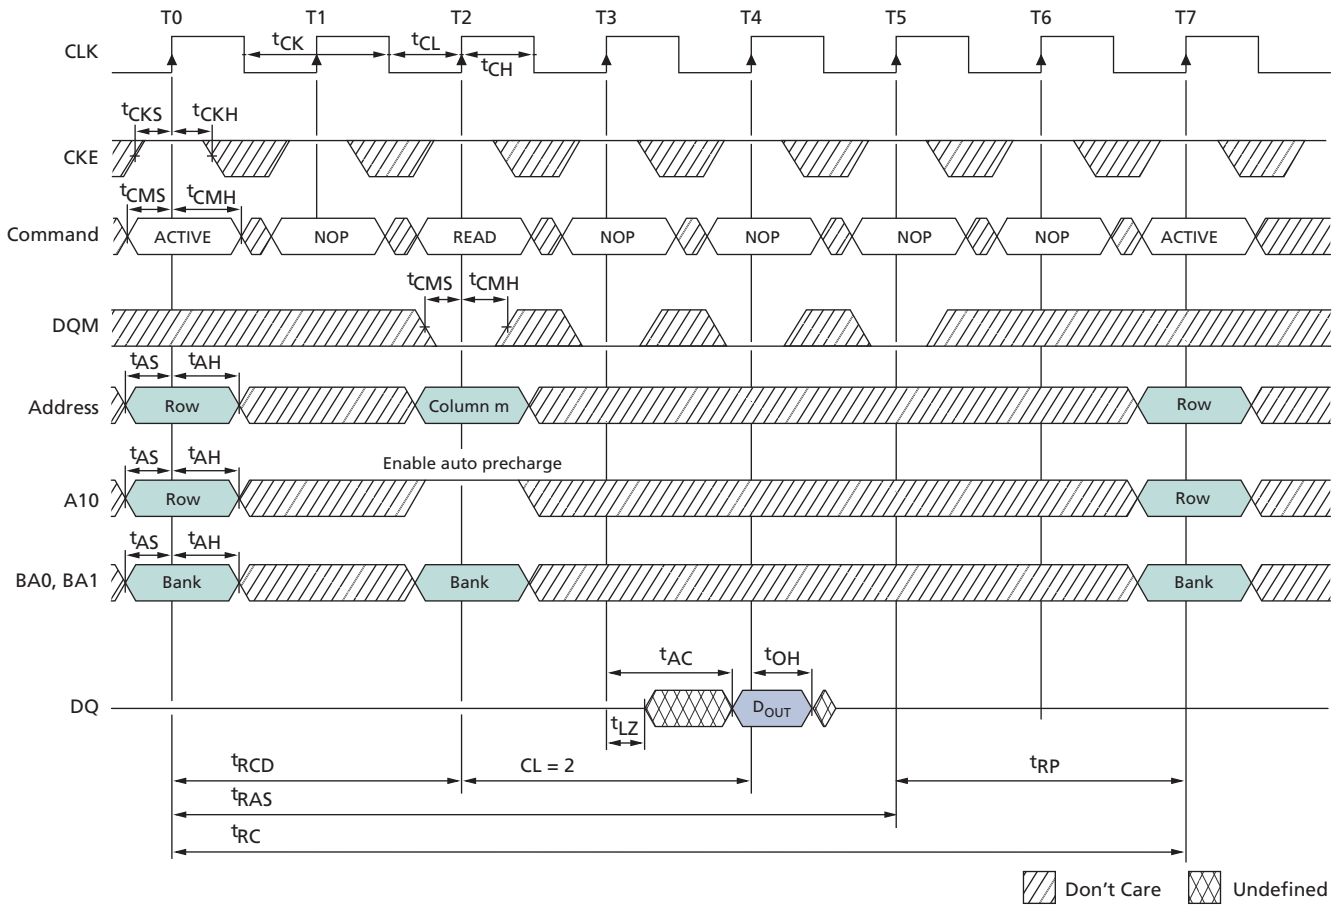 T0 T1 T2 T3 T4 T5 T6 T7
CLK
tCK
tCL
tCH
tCKS tCKH
CKE
tCMS tCMH
Command ACTIVE NOP READ NOP NOP NOP NOP ACTIVE
tCMS tCMH
DQM
tAS tAH
Address Row Column m Row
tAS tAH
Enable auto precharge
A10 Row Row
tAS tAH
BA0, BA1 Bank Bank Bank
tAC tOH
DQ DOUT
tLZ
tRCD CL = 2 tRP
tRAS
tRC
Don't Care Undefined